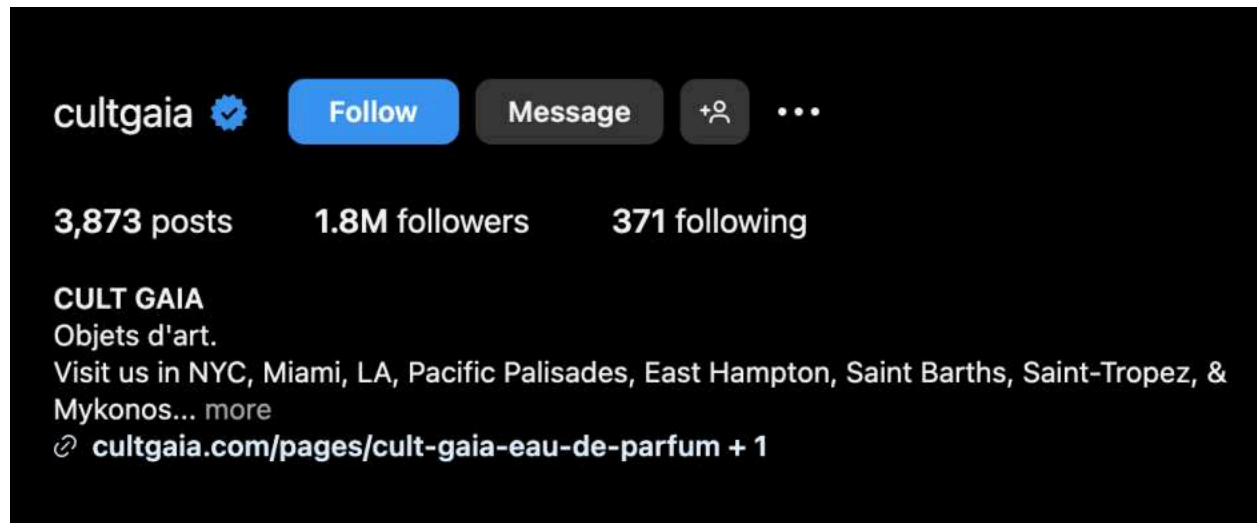 cultgaia Follow Message
3,873 posts 1.8M followers 371 following
CULT GAIA
Objets d'art.
Visit us in NYC, Miami, LA, Pacific Palisades, East Hampton, Saint Barths, Saint-Tropez, &
Mykonos... more
cultgaia.com/pages/cult-gaia-eau-de-parfum + 1